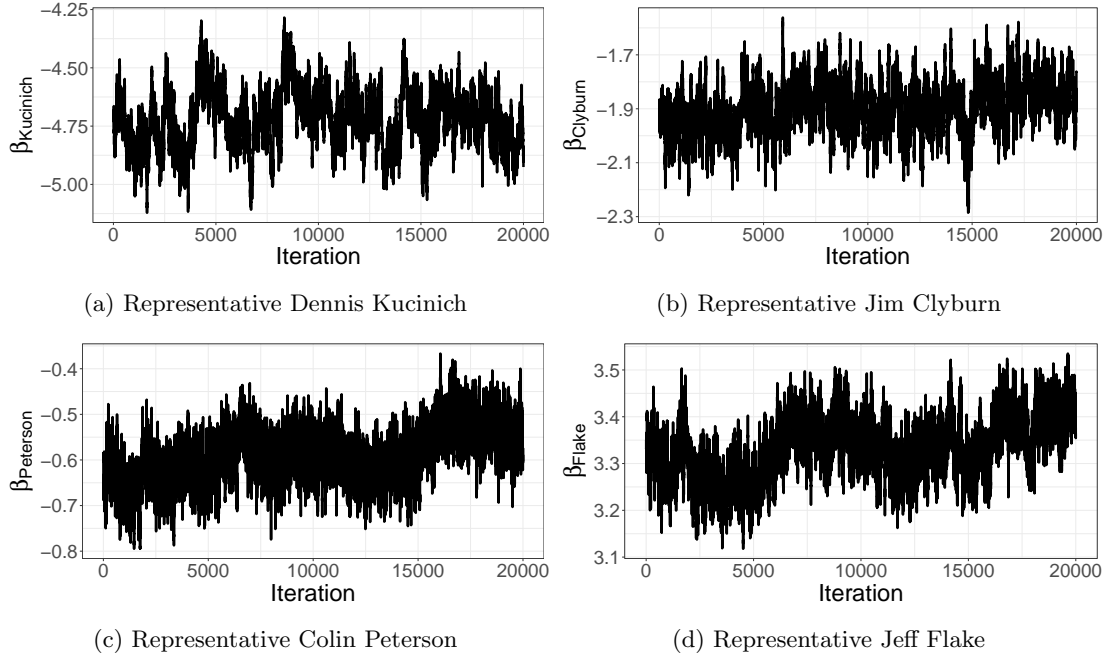 −4.25
−4.50
−4.75
−5.00
βKucinich
0 5000 10000 15000 20000
Iteration
(a) Representative Dennis Kucinich
−1.7
−1.9
−2.1
−2.3
βClyburn
0 5000 10000 15000 20000
Iteration
(b) Representative Jim Clyburn
−0.4
−0.5
−0.6
−0.7
−0.8
βPeterson
0 5000 10000 15000 20000
Iteration
(c) Representative Colin Peterson
3.5
3.4
3.3
3.2
3.1
βFlake
0 5000 10000 15000 20000
Iteration
(d) Representative Jeff Flake